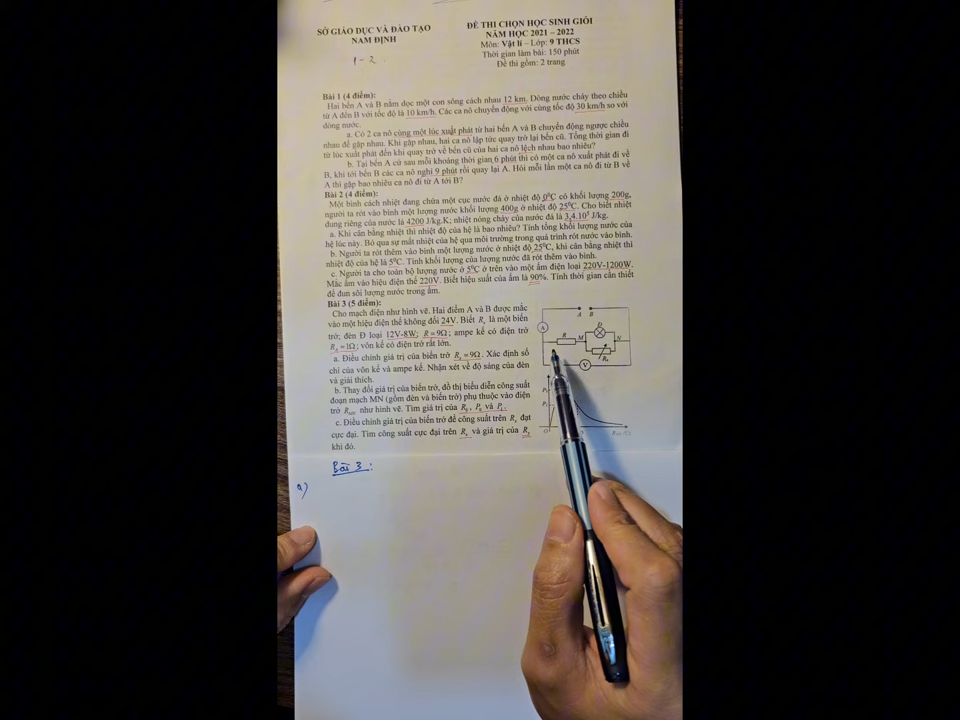 SỞ GIÁO DỤC VÀ ĐÀO TẠO
NAM ĐỊNH
1-2
ĐỀ THI CHỌN HỌC SINH GIỎI
NĂM HỌC 2021 – 2022
Môn: Vật lí – Lớp: 9 THCS
Thời gian làm bài: 150 phút
Đề thi gồm: 2 trang
Bài 1 (4 điểm):
Hai bến A và B nằm dọc một con sông cách nhau 12 km. Dòng nước chảy theo chiều
từ A đến B với tốc độ là 10 km/h. Các ca nô chuyển động với cùng tốc độ 30 km/h so với
dòng nước.
a. Có 2 ca nô cùng một lúc xuất phát từ hai bến A và B chuyển động ngược chiều
nhau để gặp nhau. Khi gặp nhau, hai ca nô lập tức quay trở lại bến cũ. Tổng thời gian đi
từ lúc xuất phát đến khi quay trở về bến cũ của hai ca nô lệch nhau bao nhiêu?
b. Tại bến A cứ sau mỗi khoảng thời gian 6 phút thì có một ca nô xuất phát đi về
B, khi tới bến B các ca nô nghỉ 9 phút rồi quay lại A. Hỏi mỗi lần một ca nô đi từ B về
A thì gặp bao nhiêu ca nô đi từ A tới B?
Bài 2 (4 điểm):
Một bình cách nhiệt đang chứa một cục nước đá ở nhiệt độ 0⁰C có khối lượng 200g,
người ta rót vào bình một lượng nước khối lượng 400g ở nhiệt độ 25⁰C. Cho biết nhiệt
dung riêng của nước là 4200 J/kg.K; nhiệt nóng chảy của nước đá là 3,4.10⁵ J/kg.
a. Khi cân bằng nhiệt thì nhiệt độ của hệ là bao nhiêu? Tính tổng khối lượng nước của
hệ lúc này. Bỏ qua sự mất nhiệt của hệ qua môi trường trong quá trình rót nước vào bình.
b. Người ta rót thêm vào bình một lượng nước ở nhiệt độ 25⁰C, khi cân bằng nhiệt thì
nhiệt độ của hệ là 5⁰C. Tính khối lượng của lượng nước đã rót thêm vào bình.
c. Người ta cho toàn bộ lượng nước ở 5⁰C ở trên vào một ấm điện loại 220V-1200W.
Mắc ấm vào hiệu điện thế 220V. Biết hiệu suất của ấm là 90%. Tính thời gian cần thiết
để đun sôi lượng nước trong ấm.
Bài 3 (5 điểm):
Cho mạch điện như hình vẽ. Hai điểm A và B được mắc
vào một hiệu điện thế không đổi 24V. Biết Rₓ là một biến
trở; đèn Đ loại 12V-8W; R = 9Ω; ampe kế có điện trở
= 1Ω; vôn kế có điện trở rất lớn.
a. Điều chỉnh giá trị của biến trở Rₓ = 9Ω. Xác định số
chỉ của vôn kế và ampe kế. Nhận xét về độ sáng của đèn
và giải thích.
b. Thay đổi giá trị của biến trở, đồ thị biểu diễn công suất
đoạn mạch MN (gồm đèn và biến trở) phụ thuộc vào điện
trở như hình vẽ. Tìm giá trị của R₀, P₀ và P₁.
c. Điều chỉnh giá trị của biến trở để công suất trên Rₓ đạt
cực đại. Tìm công suất cực đại trên Rₓ và giá trị của Rₓ
khi đó.
A B
A
Đ
R M N
Rₓ
V
O
Bài 3:
a)